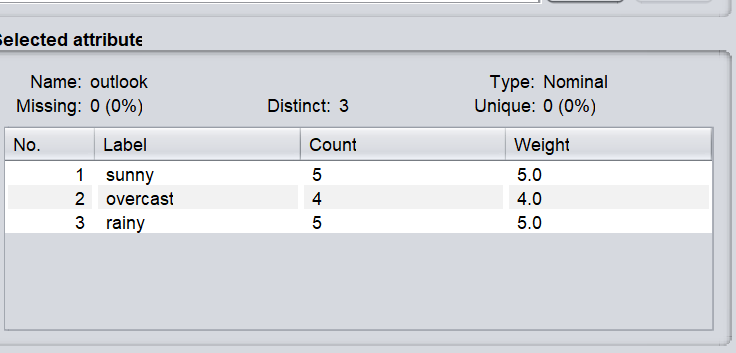 Selected attribute
Name: outlook Type: Nominal
Missing: 0 (0%) Distinct: 3 Unique: 0 (0%)
No. Label Count Weight
1 sunny 5 5.0
2 overcast 4 4.0
3 rainy 5 5.0